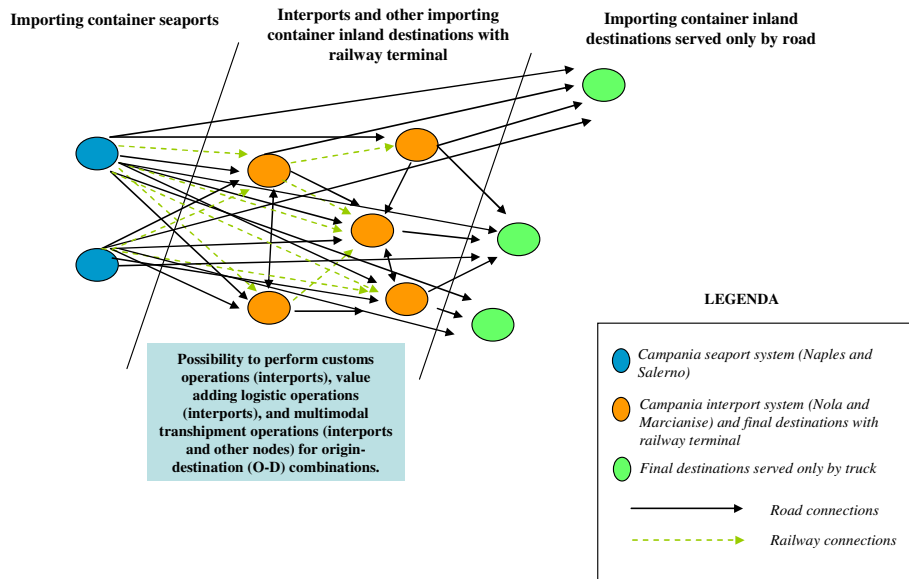 Importing container seaports
Interports and other importing
container inland destinations with
railway terminal
Importing container inland
destinations served only by road
Possibility to perform customs
operations (interports), value
adding logistic operations
(interports), and multimodal
transhipment operations (interports
and other nodes) for origin-
destination (O-D) combinations.
LEGENDA
Campania seaport system (Naples and
Salerno)
Campania interport system (Nola and
Marcianise) and final destinations with
railway terminal
Final destinations served only by truck
Road connections
Railway connections